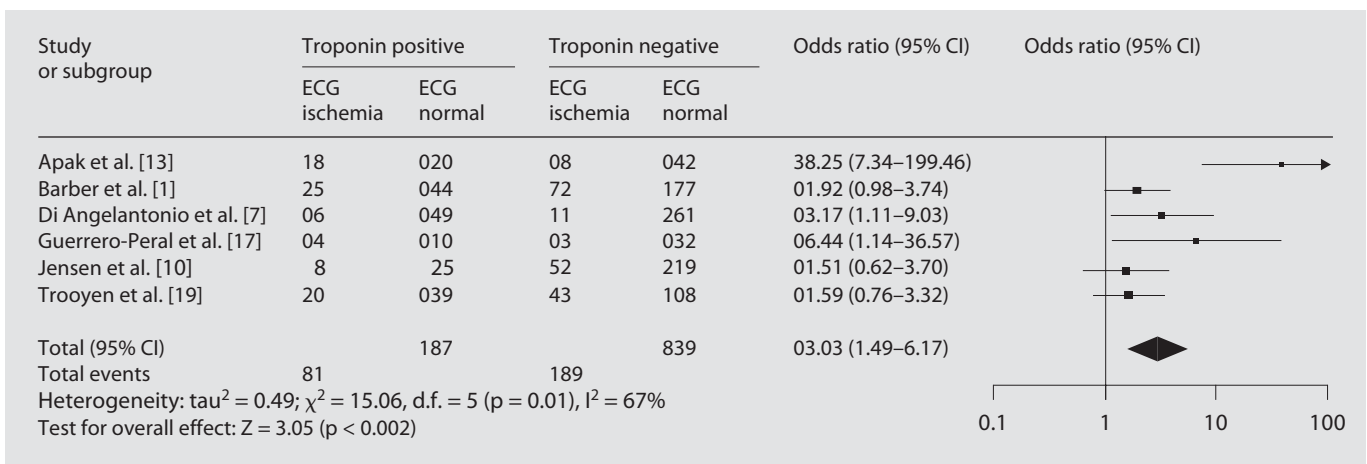 Study or subgroup Troponin positive Troponin negative Odds ratio (95% CI) Odds ratio (95% CI)
ECG ischemia ECG normal ECG ischemia ECG normal
Apak et al. [13] 18 020 08 042 38.25 (7.34–199.46)
Barber et al. [1] 25 044 72 177 01.92 (0.98–3.74)
Di Angelantonio et al. [7] 06 049 11 261 03.17 (1.11–9.03)
Guerrero-Peral et al. [17] 04 010 03 032 06.44 (1.14–36.57)
Jensen et al. [10] 8 25 52 219 01.51 (0.62–3.70)
Trooyen et al. [19] 20 039 43 108 01.59 (0.76–3.32)
Total (95% CI) 187 839 03.03 (1.49–6.17)
Total events 81 189
Heterogeneity: tau² = 0.49; χ² = 15.06, d.f. = 5 (p = 0.01), I² = 67%
Test for overall effect: Z = 3.05 (p < 0.002)
0.1 1 10 100